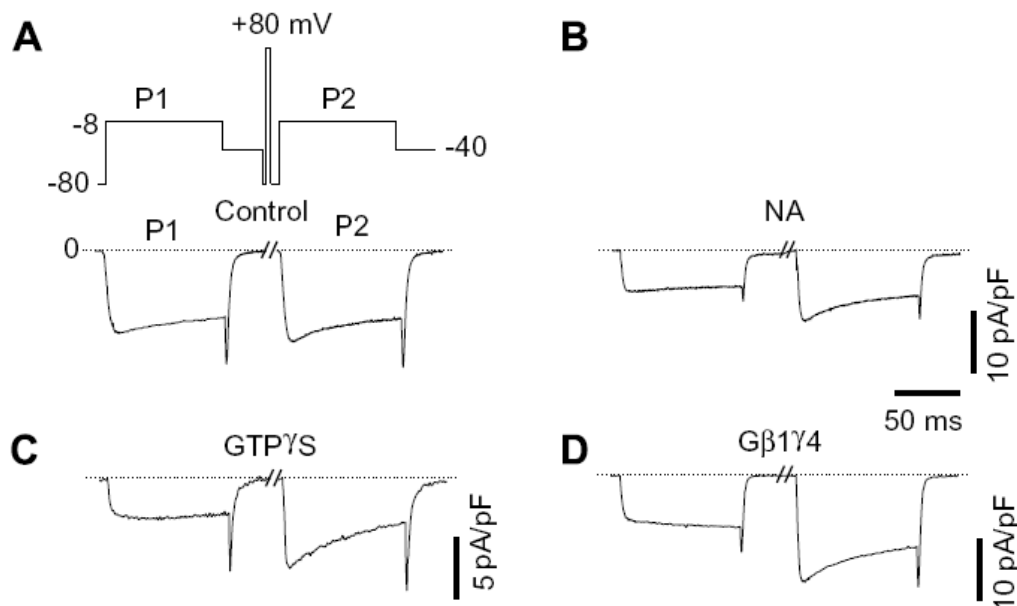 A
+80 mV
P1
P2
-8
-40
-80
Control
P1
P2
0
B
NA
10 pA/pF
50 ms
C
GTPγS
5 pA/pF
D
Gβ1γ4
10 pA/pF